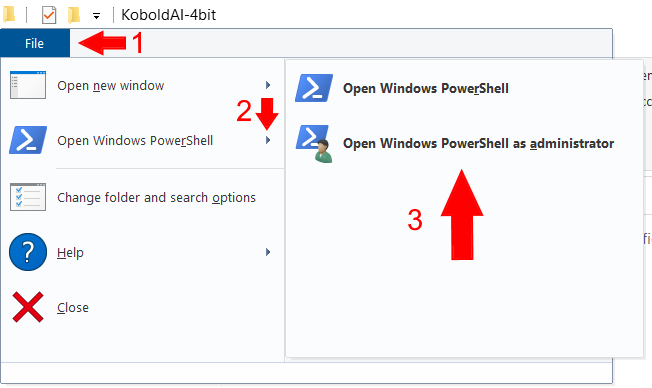 KoboldAI-4bit
File
1
Open new window
2
Open Windows PowerShell
Change folder and search options
Help
Close
Open Windows PowerShell
Open Windows PowerShell as administrator
3